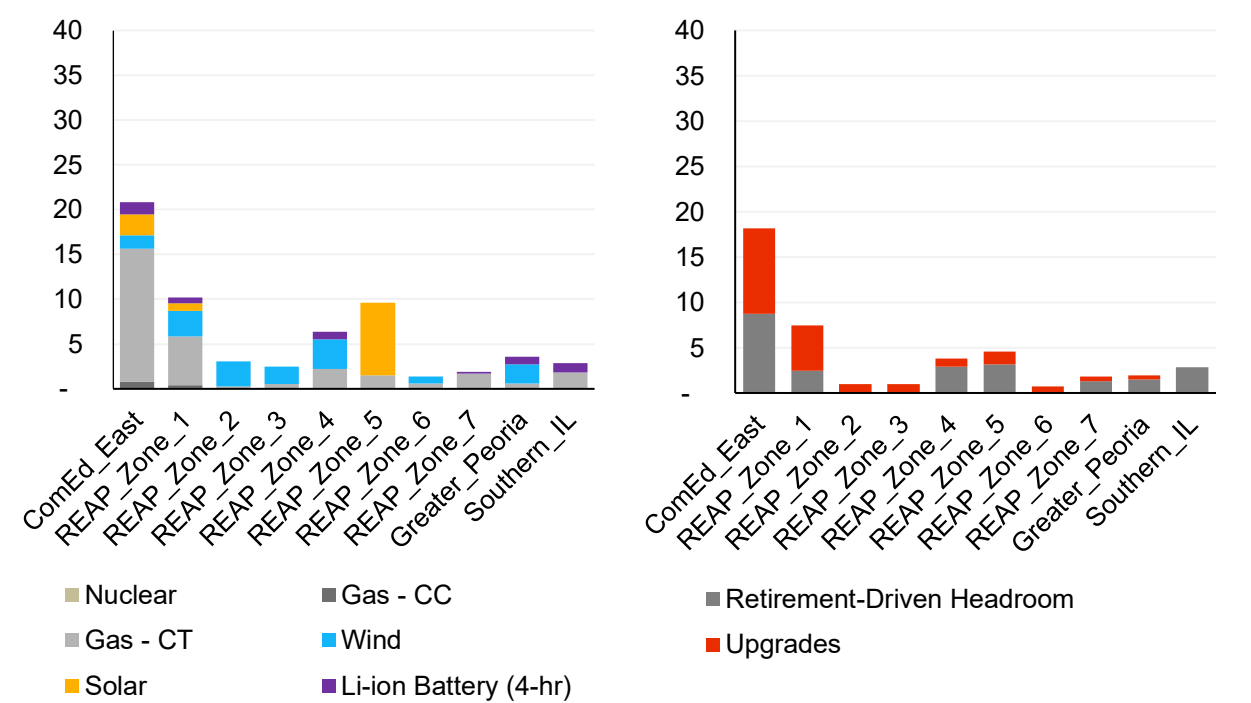 40
35
30
25
20
15
10
5
-
ComEd_East
REAP_Zone_1
REAP_Zone_2
REAP_Zone_3
REAP_Zone_4
REAP_Zone_5
REAP_Zone_6
REAP_Zone_7
Greater_Peoria
Southern_IL
Nuclear
Gas - CC
Gas - CT
Wind
Solar
Li-ion Battery (4-hr)
40
35
30
25
20
15
10
5
-
ComEd_East
REAP_Zone_1
REAP_Zone_2
REAP_Zone_3
REAP_Zone_4
REAP_Zone_5
REAP_Zone_6
REAP_Zone_7
Greater_Peoria
Southern_IL
Retirement-Driven Headroom
Upgrades